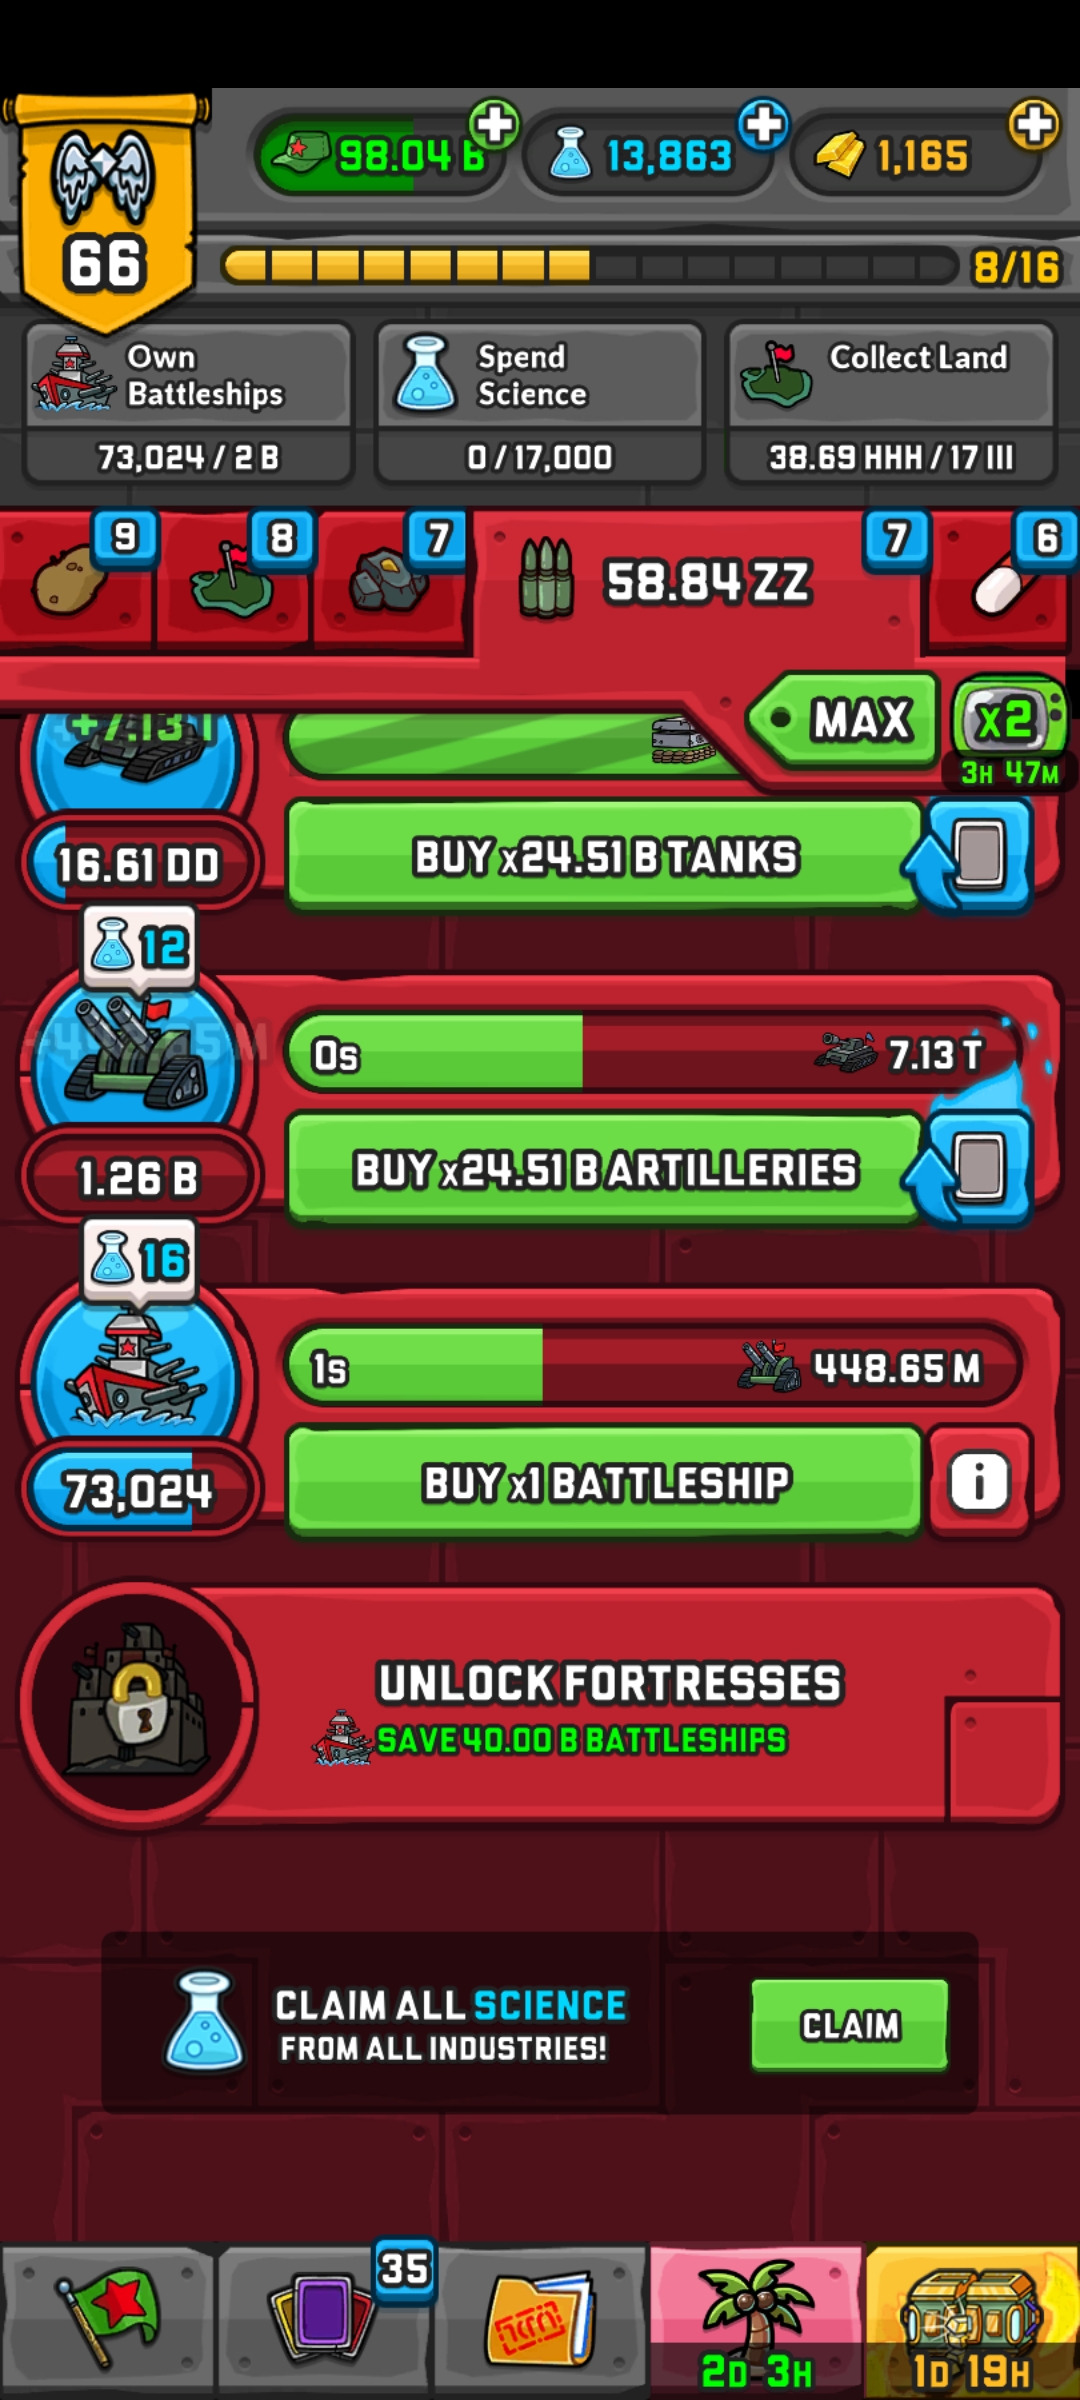 98.04 B
13,863
1,165
66
8/16
Own
Battleships
73,024 / 2 B
Spend
Science
0 / 17,000
Collect Land
38.69 HHH / 17 III
9
8
7
58.84 ZZ
7
6
MAX
x2
3H 47M
+7.13 T
16.61 DD
BUY x24.51 B TANKS
12
0s
7.13 T
1.26 B
BUY x24.51 B ARTILLERIES
16
1s
448.65 M
73,024
BUY x1 BATTLESHIP
i
UNLOCK FORTRESSES
SAVE 40.00 B BATTLESHIPS
CLAIM ALL SCIENCE
FROM ALL INDUSTRIES!
CLAIM
35
2D 3H
1D 19H